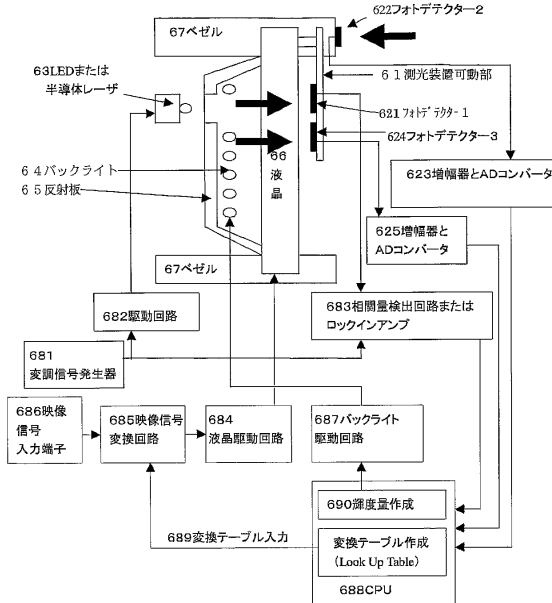 622フォトデテクター2
67ベゼル
63LEDまたは
半導体レーザ
61測光装置可動部
621フォトデテクター1
624フォトデテクター3
64バックライト
65反射板
66
液
晶
623増幅器とADコンバータ
625増幅器と
ADコンバータ
67ベゼル
682駆動回路
683相関量検出回路または
ロックインアンプ
681
変調信号発生器
686映像
信号
入力端子
685映像信号
変換回路
684
液晶駆動回路
687バックライト
駆動回路
690輝度量作成
689変換テーブル入力
変換テーブル作成
(Look Up Table)
688CPU